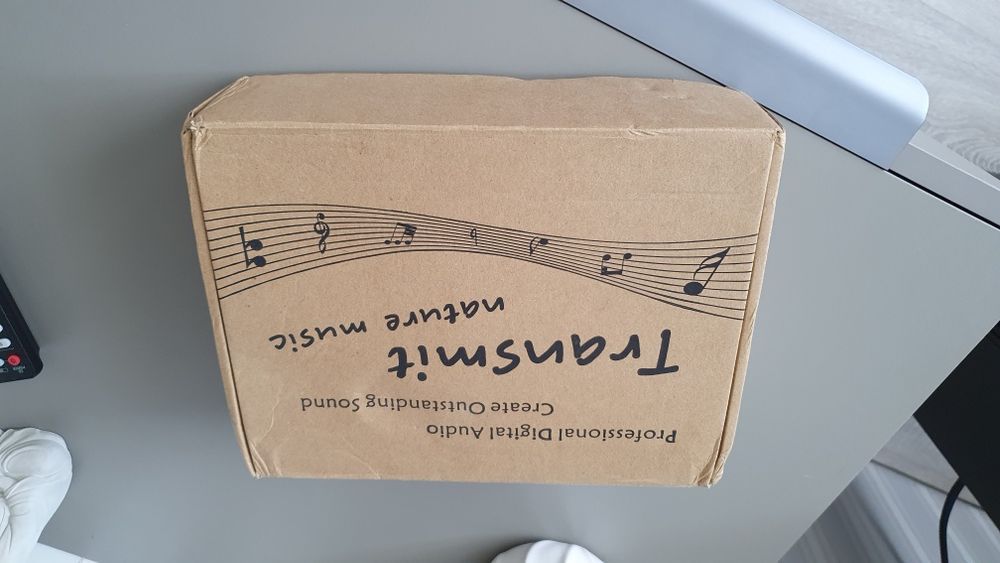 Professional Digital Audio
Create Outstanding Sound
Transmit
nature music